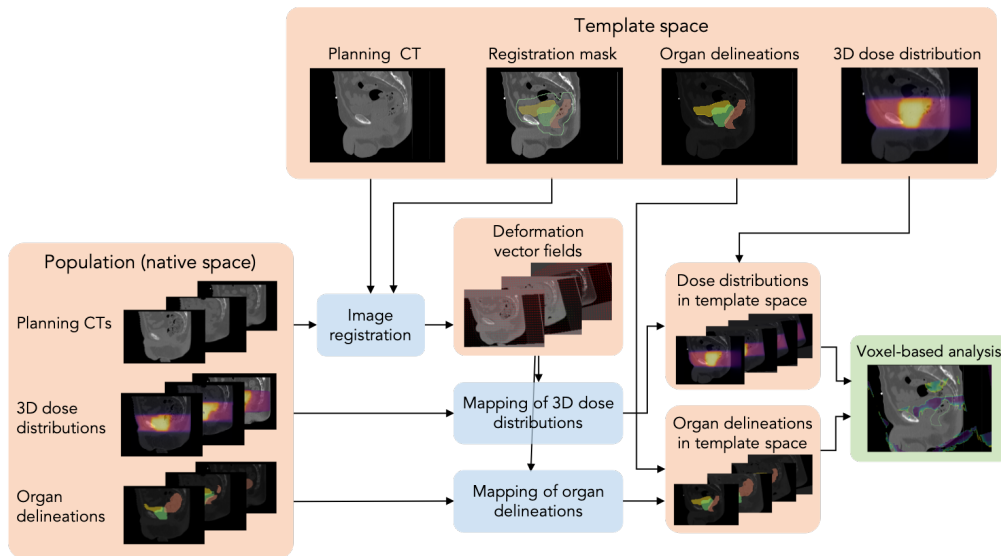 Template space
Planning CT
Registration mask
Organ delineations
3D dose distribution
Population (native space)
Planning CTs
3D dose
distributions
Organ
delineations
Image
registration
Deformation
vector fields
Mapping of 3D dose
distributions
Mapping of organ
delineations
Dose distributions
in template space
Organ delineations
in template space
Voxel-based analysis